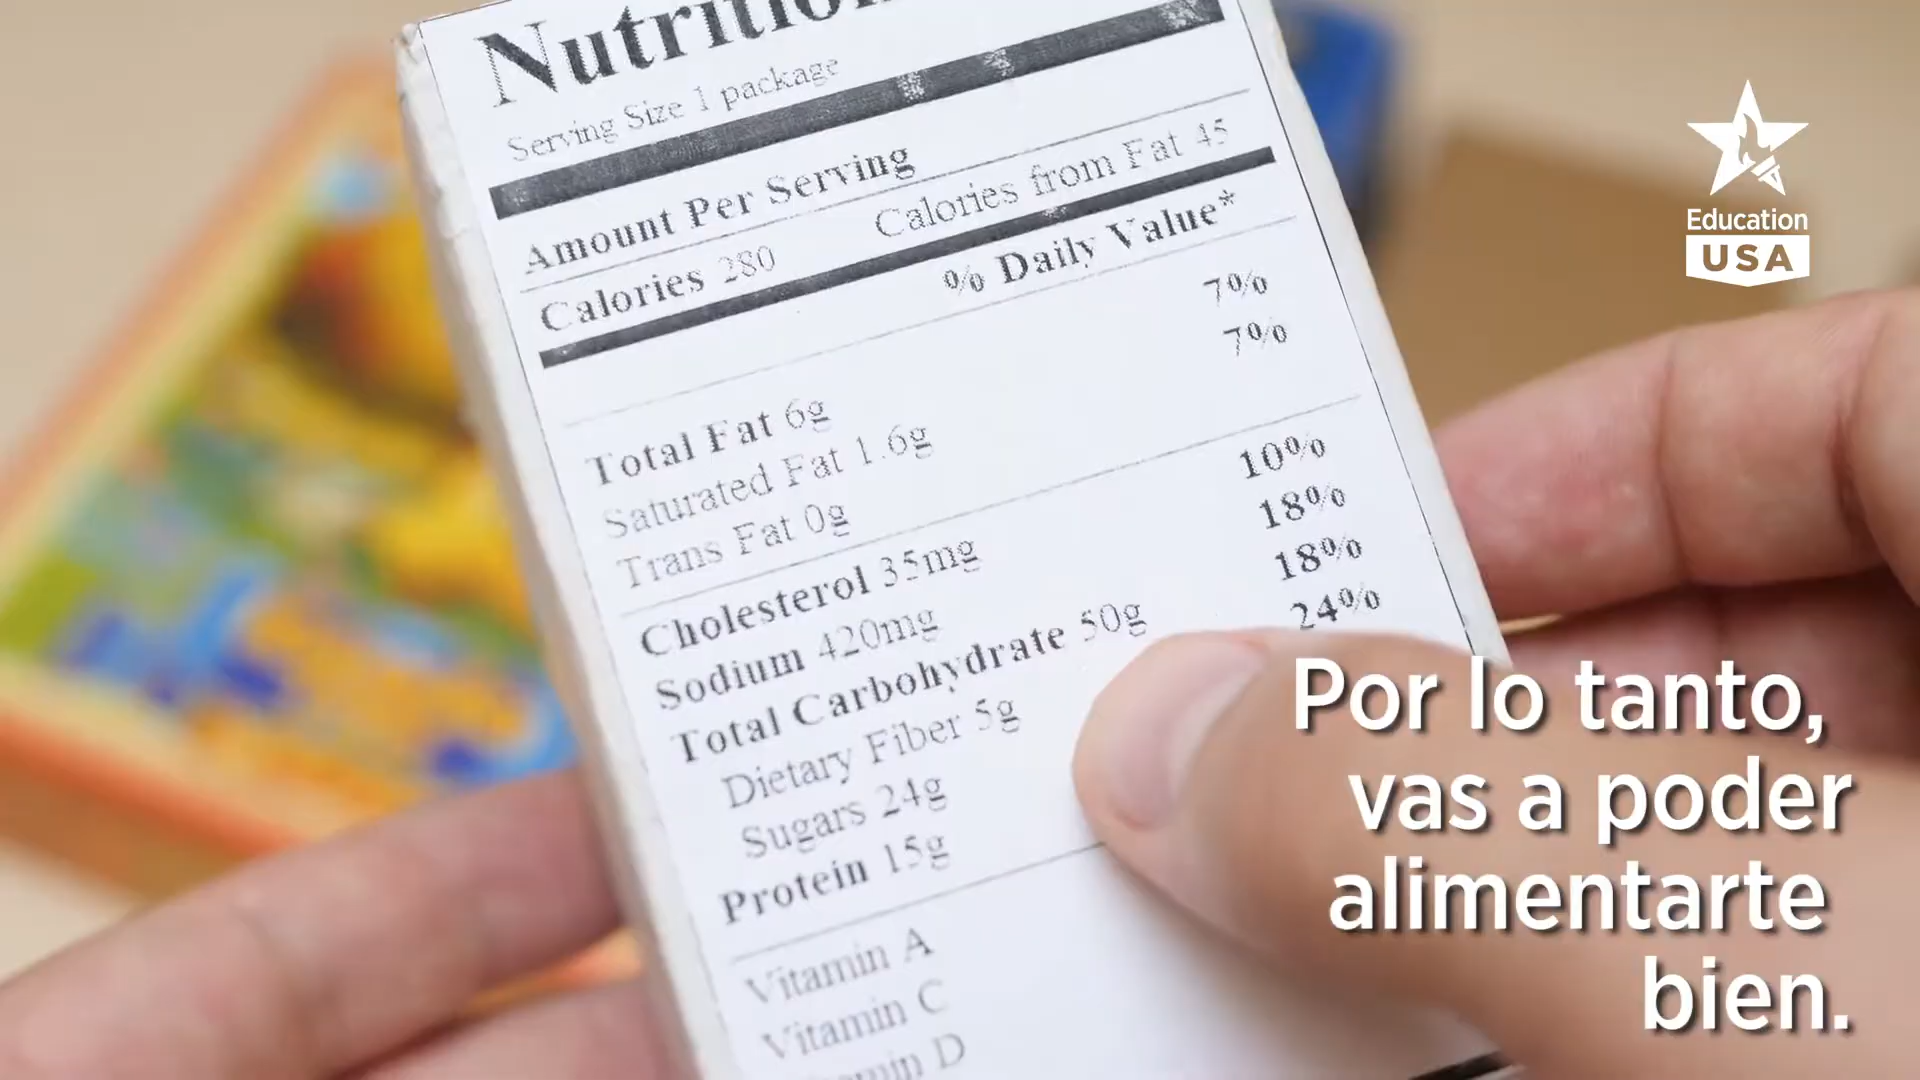 Nutrition
Serving Size 1 package
Amount Per Serving
Calories 280 Calories from Fat 45
% Daily Value*
7%
7%
Total Fat 6g
Saturated Fat 1.6g
Trans Fat 0g
10%
18%
18%
24%
Cholesterol 35mg
Sodium 420mg
Total Carbohydrate 50g
Dietary Fiber 5g
Sugars 24g
Protein 15g
Vitamin A
Vitamin C
Education
USA
Por lo tanto,
vas a poder
alimentarte
bien.